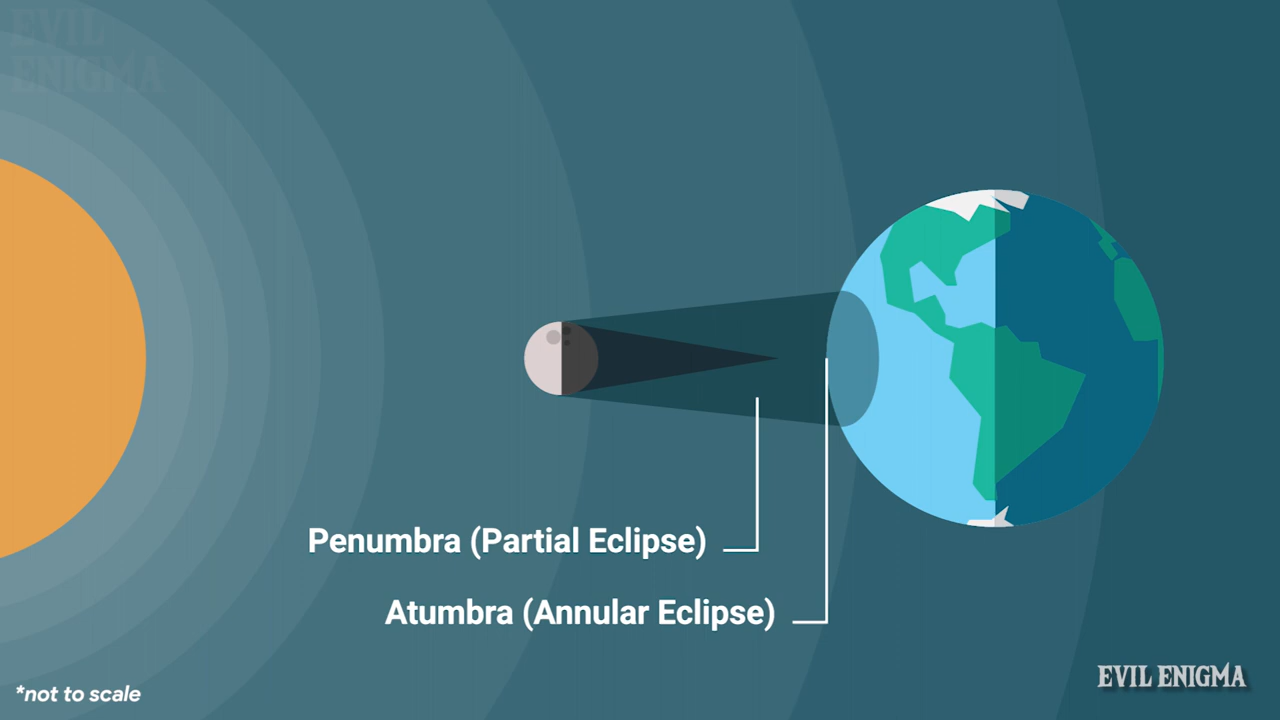 EVIL
ENIGMA
Penumbra (Partial Eclipse)
Atumbra (Annular Eclipse)
*not to scale
EVIL ENIGMA